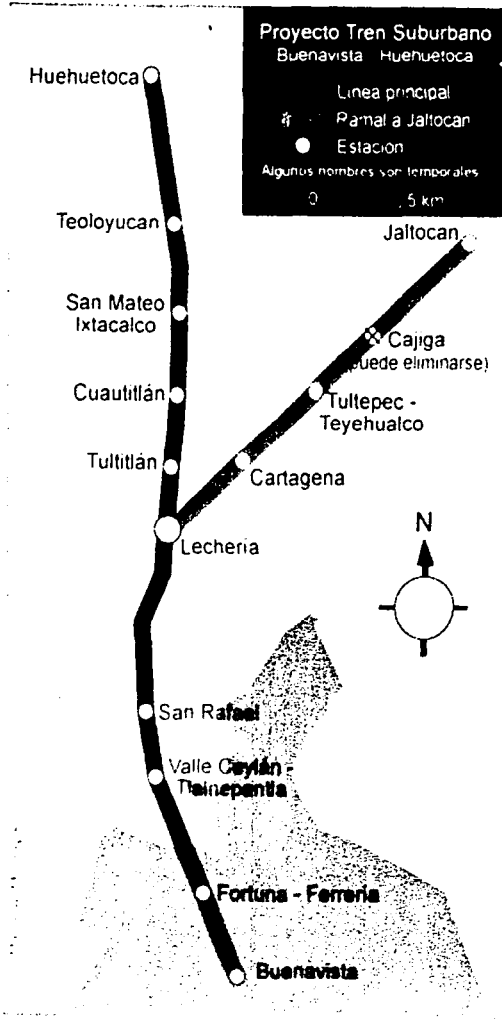 Proyecto Tren Suburbano
Buenavista Huehuetoca
Linea principal
Ramal a Jaltocan
Estación
Algunos nombres son temporales
0 5 km
Huehuetoca
Teoloyucan
Jaltocan
San Mateo
Ixtacalco
Cajiga
(puede eliminarse)
Cuautitlán
Tultepec -
Teyehualco
Tultitlán
Cartagena
Lecheria
N
San Rafael
Valle Ceylán -
Tlalnepantla
Fortuna - Ferreria
Buenavista